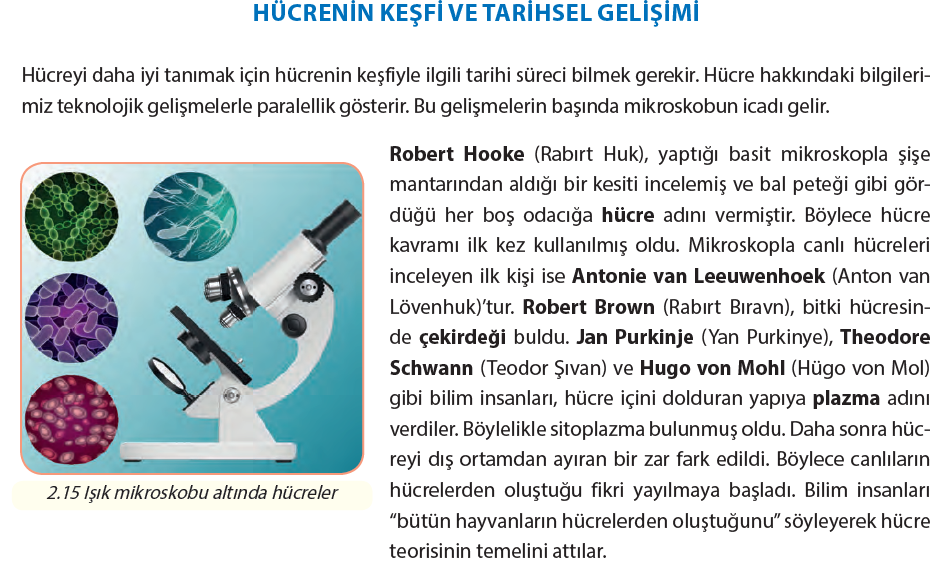 HÜCRENİN KEŞFİ VE TARİHSEL GELİŞİMİ
Hücreyi daha iyi tanımak için hücrenin keşfiyle ilgili tarihi süreci bilmek gerekir. Hücre hakkındaki bilgileri-
miz teknolojik gelişmelerle paralellik gösterir. Bu gelişmelerin başında mikroskobun icadı gelir.
Robert Hooke (Rabırt Huk), yaptığı basit mikroskopla şişe
mantarından aldığı bir kesiti incelemiş ve bal peteği gibi gör-
düğü her boş odacığa hücre adını vermiştir. Böylece hücre
kavramı ilk kez kullanılmış oldu. Mikroskopla canlı hücreleri
inceleyen ilk kişi ise Antonie van Leeuwenhoek (Anton van
Lövenhuk)’tur. Robert Brown (Rabırt Bıravn), bitki hücresin-
de çekirdeği buldu. Jan Purkinje (Yan Purkinye), Theodore
Schwann (Teodor Şıvan) ve Hugo von Mohl (Hügo von Mol)
gibi bilim insanları, hücre içini dolduran yapıya plazma adını
verdiler. Böylelikle sitoplazma bulunmuş oldu. Daha sonra hüc-
reyi dış ortamdan ayıran bir zar fark edildi. Böylece canlıların
hücrelerden oluştuğu fikri yayılmaya başladı. Bilim insanları
“bütün hayvanların hücrelerden oluştuğunu” söyleyerek hücre
teorisinin temelini attılar.
2.15 Işık mikroskobu altında hücreler